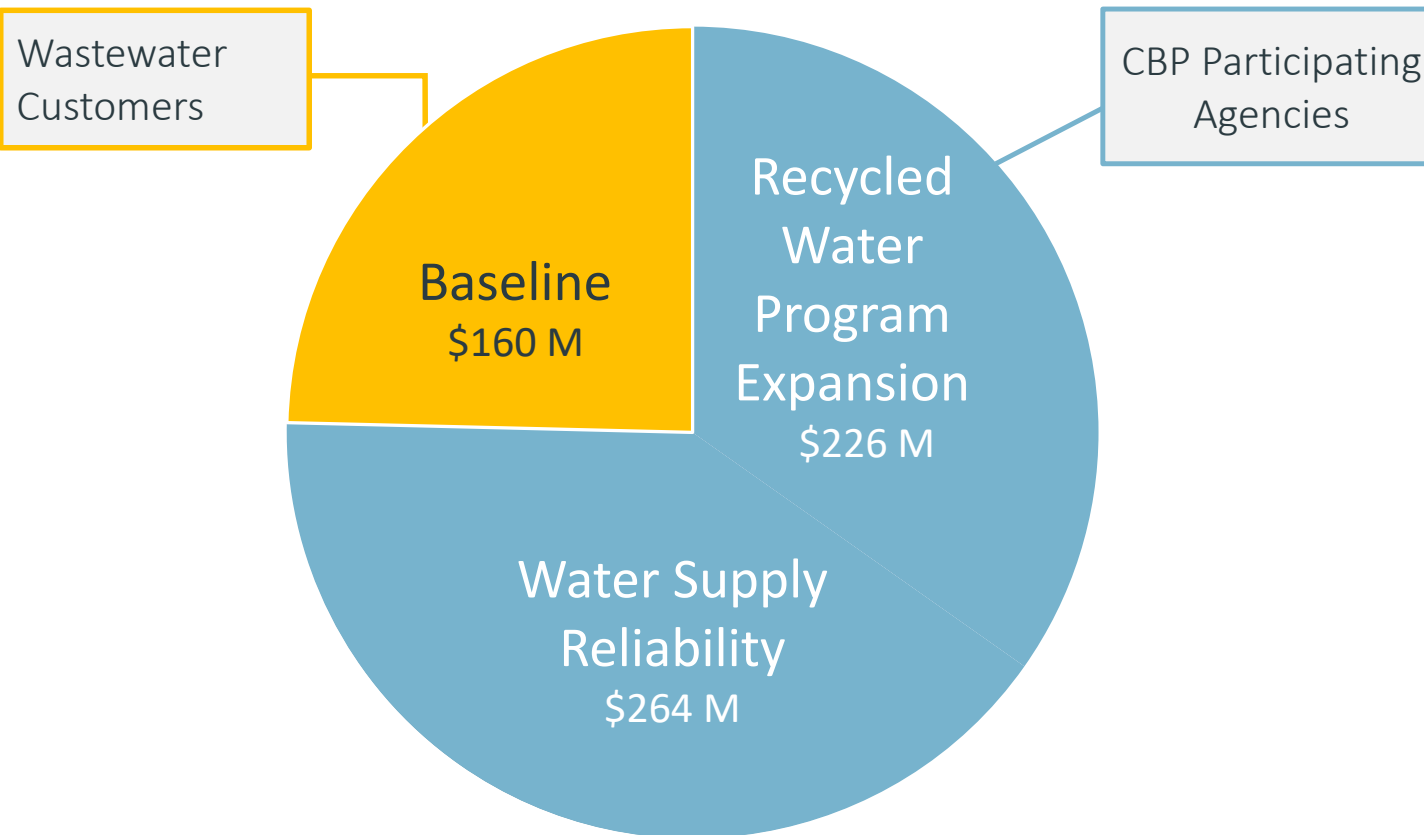 Wastewater
Customers
CBP Participating
Agencies
Recycled
Water
Program
Expansion
$226 M
Baseline
$160 M
Water Supply
Reliability
$264 M